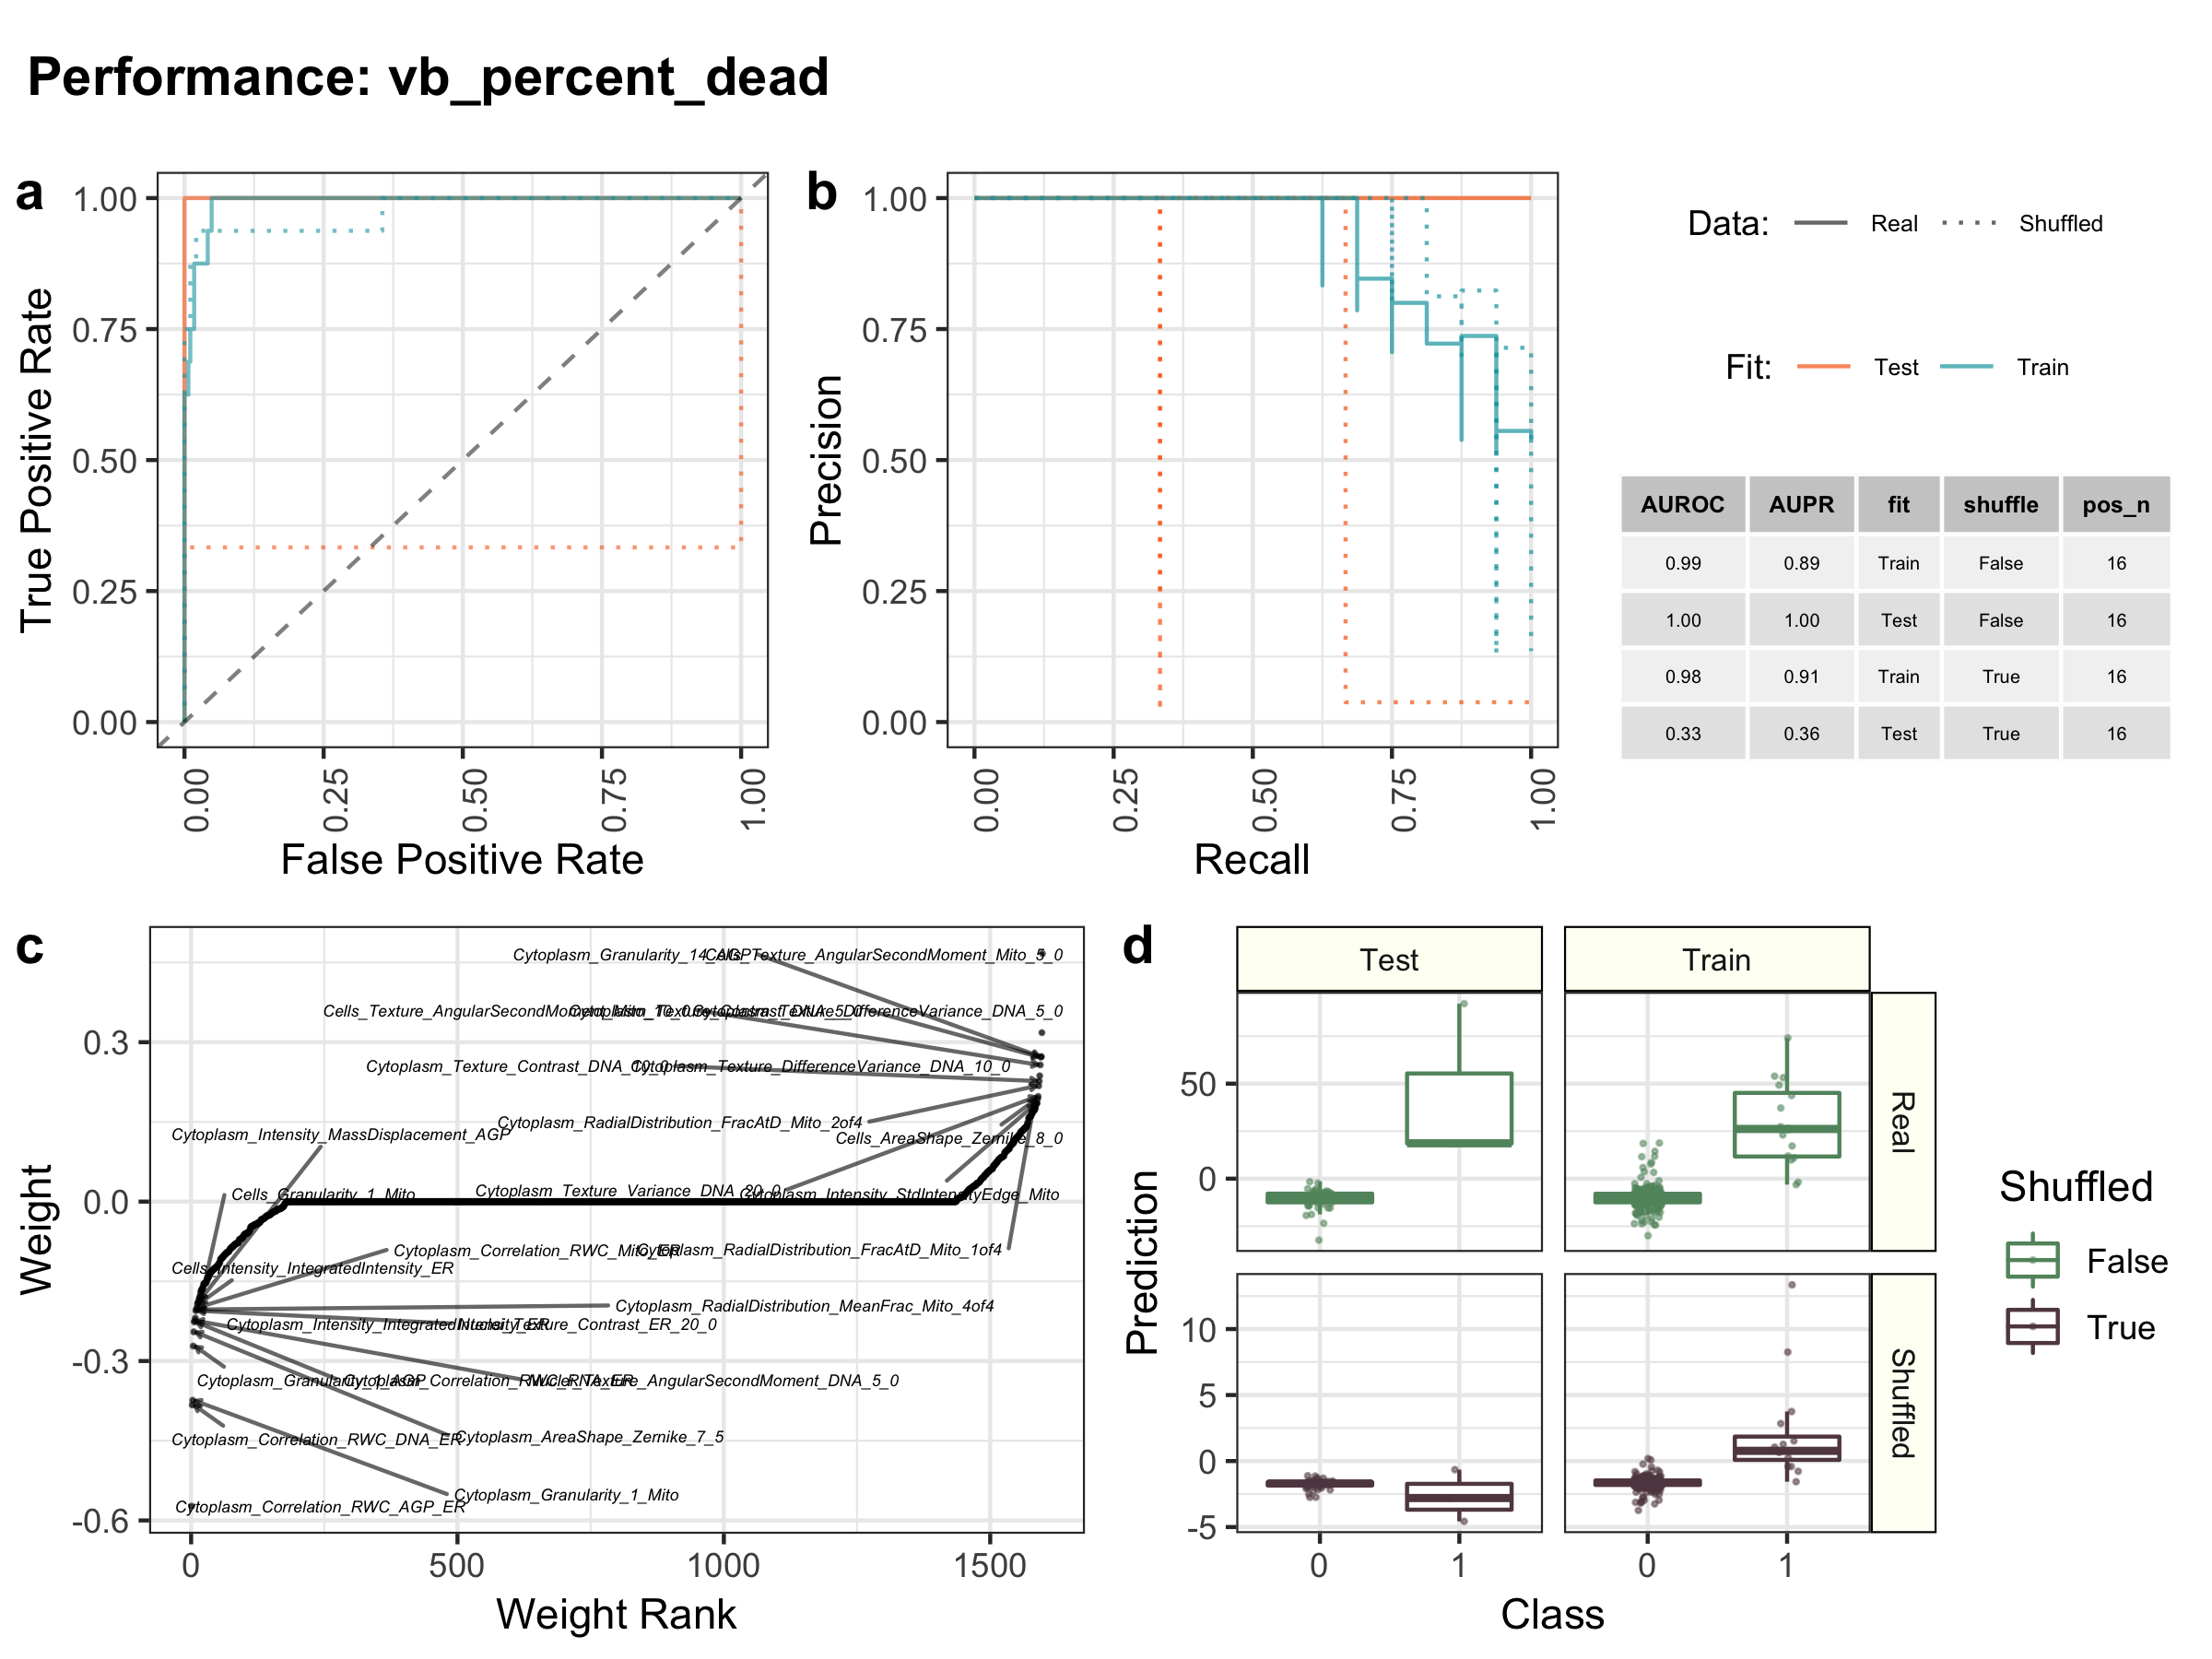 Performance: vb_percent_dead
a
1.00
0.75
0.50
0.25
0.00
True Positive Rate
0.00
0.25
0.50
0.75
1.00
False Positive Rate
b
1.00
0.75
0.50
0.25
0.00
Precision
0.00
0.25
0.50
0.75
1.00
Recall
Data: Real Shuffled
Fit: Test Train
AUROC AUPR fit shuffle pos_n
0.99 0.89 Train False 16
1.00 1.00 Test False 16
0.98 0.91 Train True 16
0.33 0.36 Test True 16
c
0.3
0.0
-0.3
-0.6
Weight
Cytoplasm_Granularity_14_AGP
Cells_Texture_AngularSecondMoment_Mito_5_0
Cells_Texture_AngularSecondMoment_Mito_10_0
Cytoplasm_Texture_Contrast_DNA_5_0
Cytoplasm_Texture_DifferenceVariance_DNA_5_0
Cytoplasm_Texture_Contrast_DNA_10_0
Cytoplasm_Texture_DifferenceVariance_DNA_10_0
Cytoplasm_RadialDistribution_FracAtD_Mito_2of4
Cytoplasm_Intensity_MassDisplacement_AGP
Cells_AreaShape_Zernike_8_0
Cells_Granularity_1_Mito
Cytoplasm_Texture_Variance_DNA_20_0
Cytoplasm_Intensity_StdIntensityEdge_Mito
Cytoplasm_Correlation_RWC_Mito_ER
Cytoplasm_RadialDistribution_FracAtD_Mito_1of4
Cells_Intensity_IntegratedIntensity_ER
Cytoplasm_RadialDistribution_MeanFrac_Mito_4of4
Cytoplasm_Intensity_IntegratedIntensity_ER
Nuclei_Texture_Contrast_ER_20_0
Cytoplasm_Granularity_1_AGP
Cytoplasm_Correlation_RWC_RNA_ER
Nuclei_Texture_AngularSecondMoment_DNA_5_0
Cytoplasm_Correlation_RWC_DNA_ER
Cytoplasm_AreaShape_Zernike_7_5
Cytoplasm_Granularity_1_Mito
Cytoplasm_Correlation_RWC_AGP_ER
0
500
1000
1500
Weight Rank
d
Test
Train
Real
Shuffled
50
0
10
5
0
-5
Prediction
0
1
0
1
Class
Shuffled
False
True